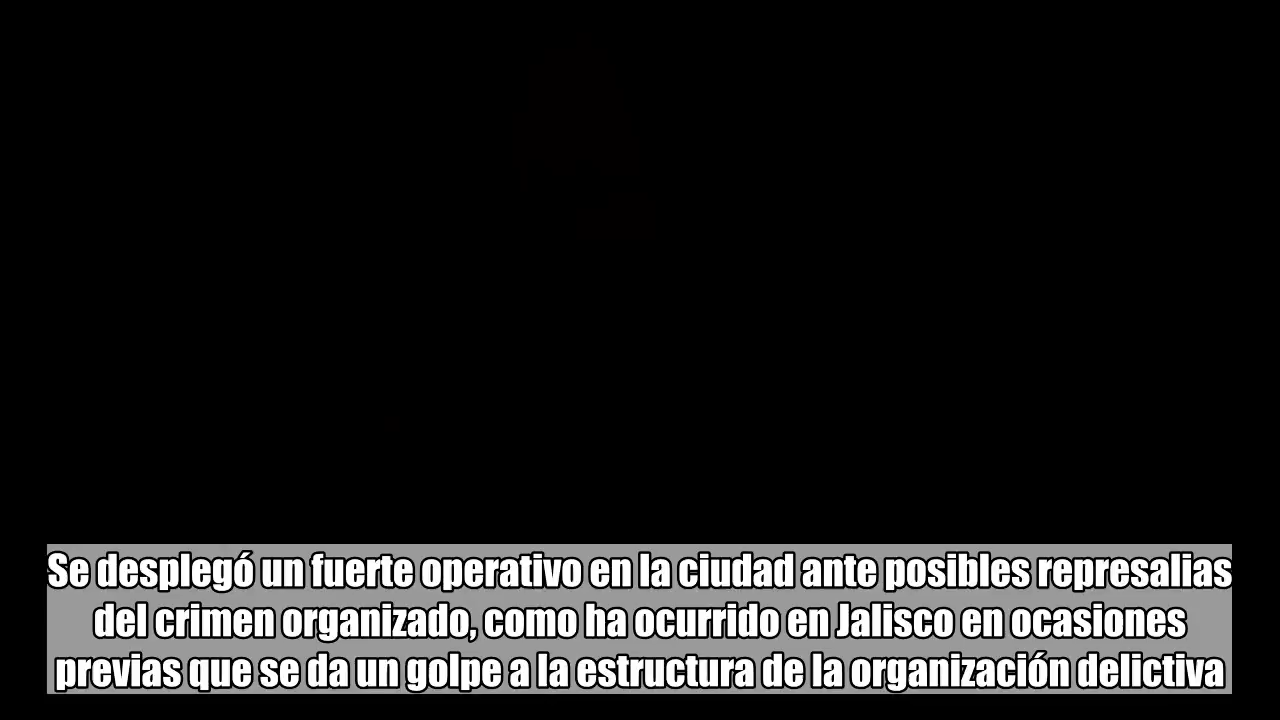 Se desplegó un fuerte operativo en la ciudad ante posibles represalias
del crimen organizado, como ha ocurrido en Jalisco en ocasiones
previas que se da un golpe a la estructura de la organización delictiva